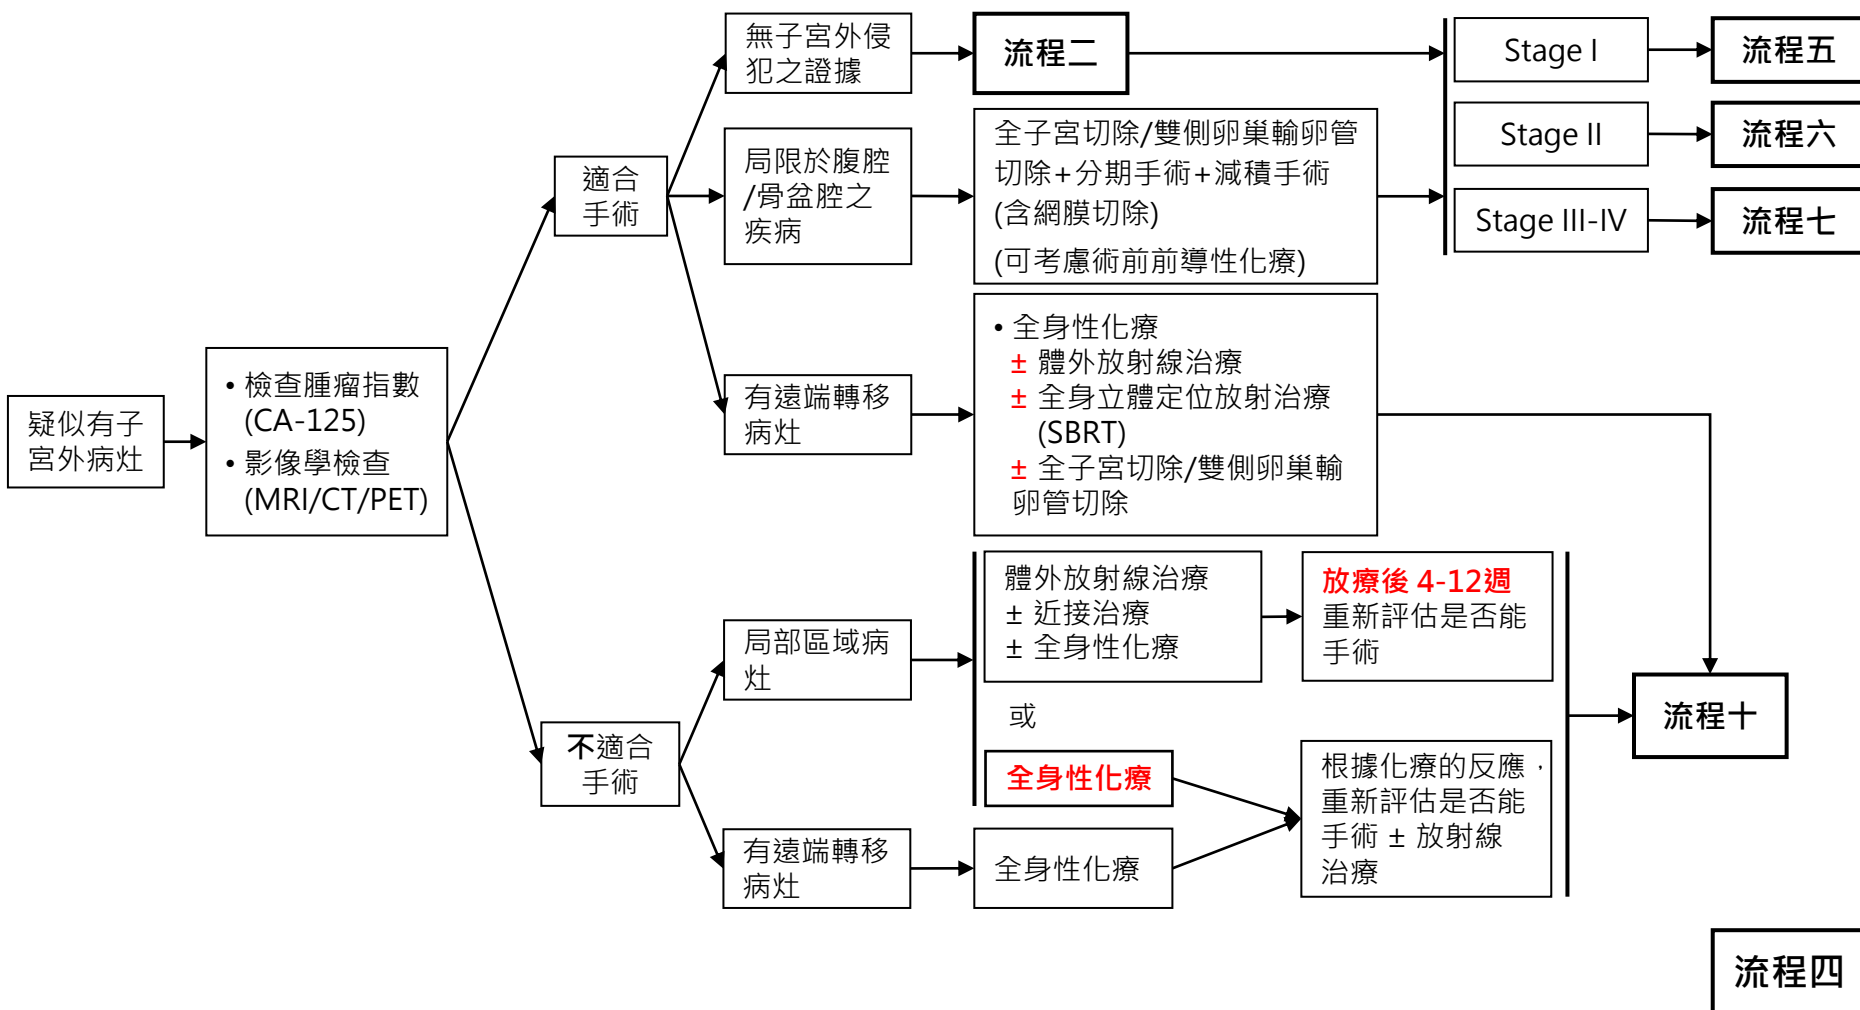 疑似有子
宮外病灶
• 檢查腫瘤指數
(CA-125)
• 影像學檢查
(MRI/CT/PET)
適合
手術
無子宮外侵
犯之證據
流程二
局限於腹腔
/骨盆腔之
疾病
全子宮切除/雙側卵巢輸卵管
切除+分期手術+減積手術
(含網膜切除)
(可考慮術前前導性化療)
Stage I
流程五
Stage II
流程六
Stage III-IV
流程七
有遠端轉移
病灶
• 全身性化療
± 體外放射線治療
± 全身立體定位放射治療
(SBRT)
± 全子宮切除/雙側卵巢輸
卵管切除
不適合
手術
局部區域病
灶
體外放射線治療
± 近接治療
± 全身性化療
放療後 4-12週
重新評估是否能
手術
或
全身性化療
有遠端轉移
病灶
全身性化療
根據化療的反應，
重新評估是否能
手術 ± 放射線
治療
流程十
流程四